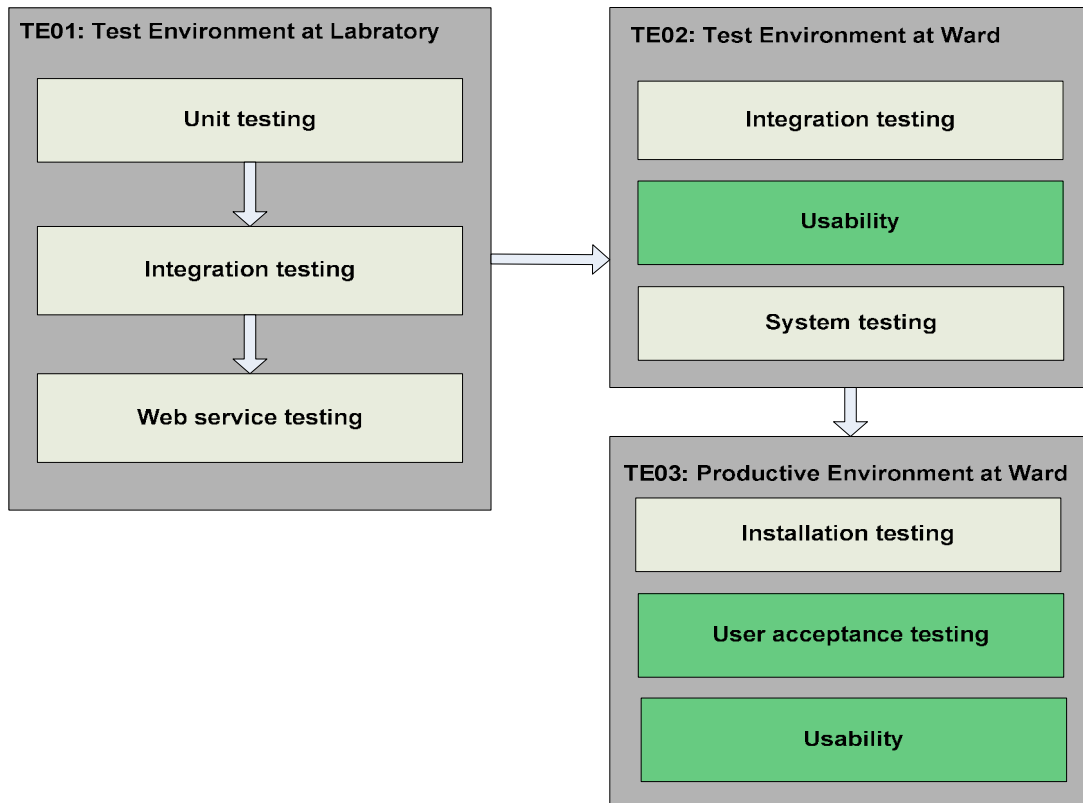 TE01: Test Environment at Labratory
Unit testing
Integration testing
Web service testing
TE02: Test Environment at Ward
Integration testing
Usability
System testing
TE03: Productive Environment at Ward
Installation testing
User acceptance testing
Usability